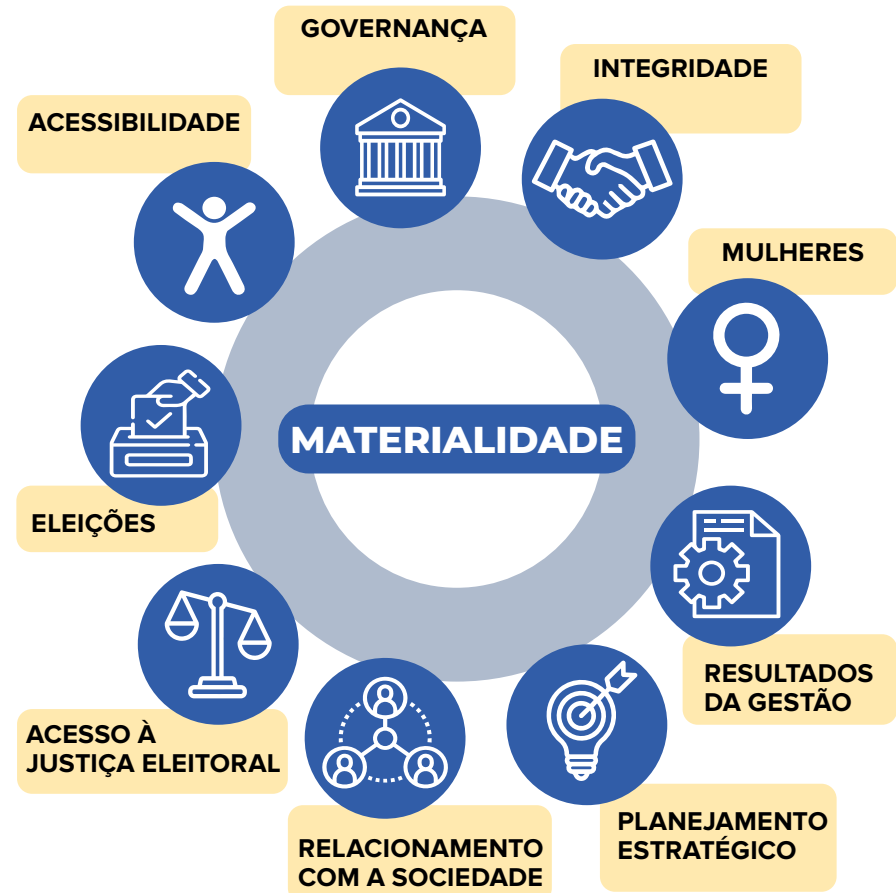 GOVERNANÇA
INTEGRIDADE
ACESSIBILIDADE
MULHERES
MATERIALIDADE
ELEIÇÕES
RESULTADOS
DA GESTÃO
ACESSO À
JUSTIÇA ELEITORAL
PLANEJAMENTO
ESTRATÉGICO
RELACIONAMENTO
COM A SOCIEDADE